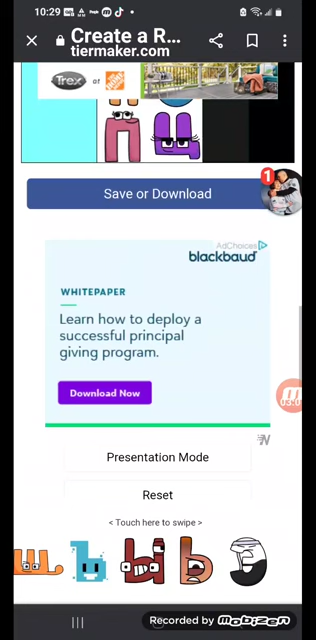 10:29
Create a R...
tiermaker.com
Trex at
Save or Download
1
AdChoices
blackbaud
WHITEPAPER
Learn how to deploy a
successful principal
giving program.
Download Now
Presentation Mode
Reset
< Touch here to swipe >
Recorded by mobizen